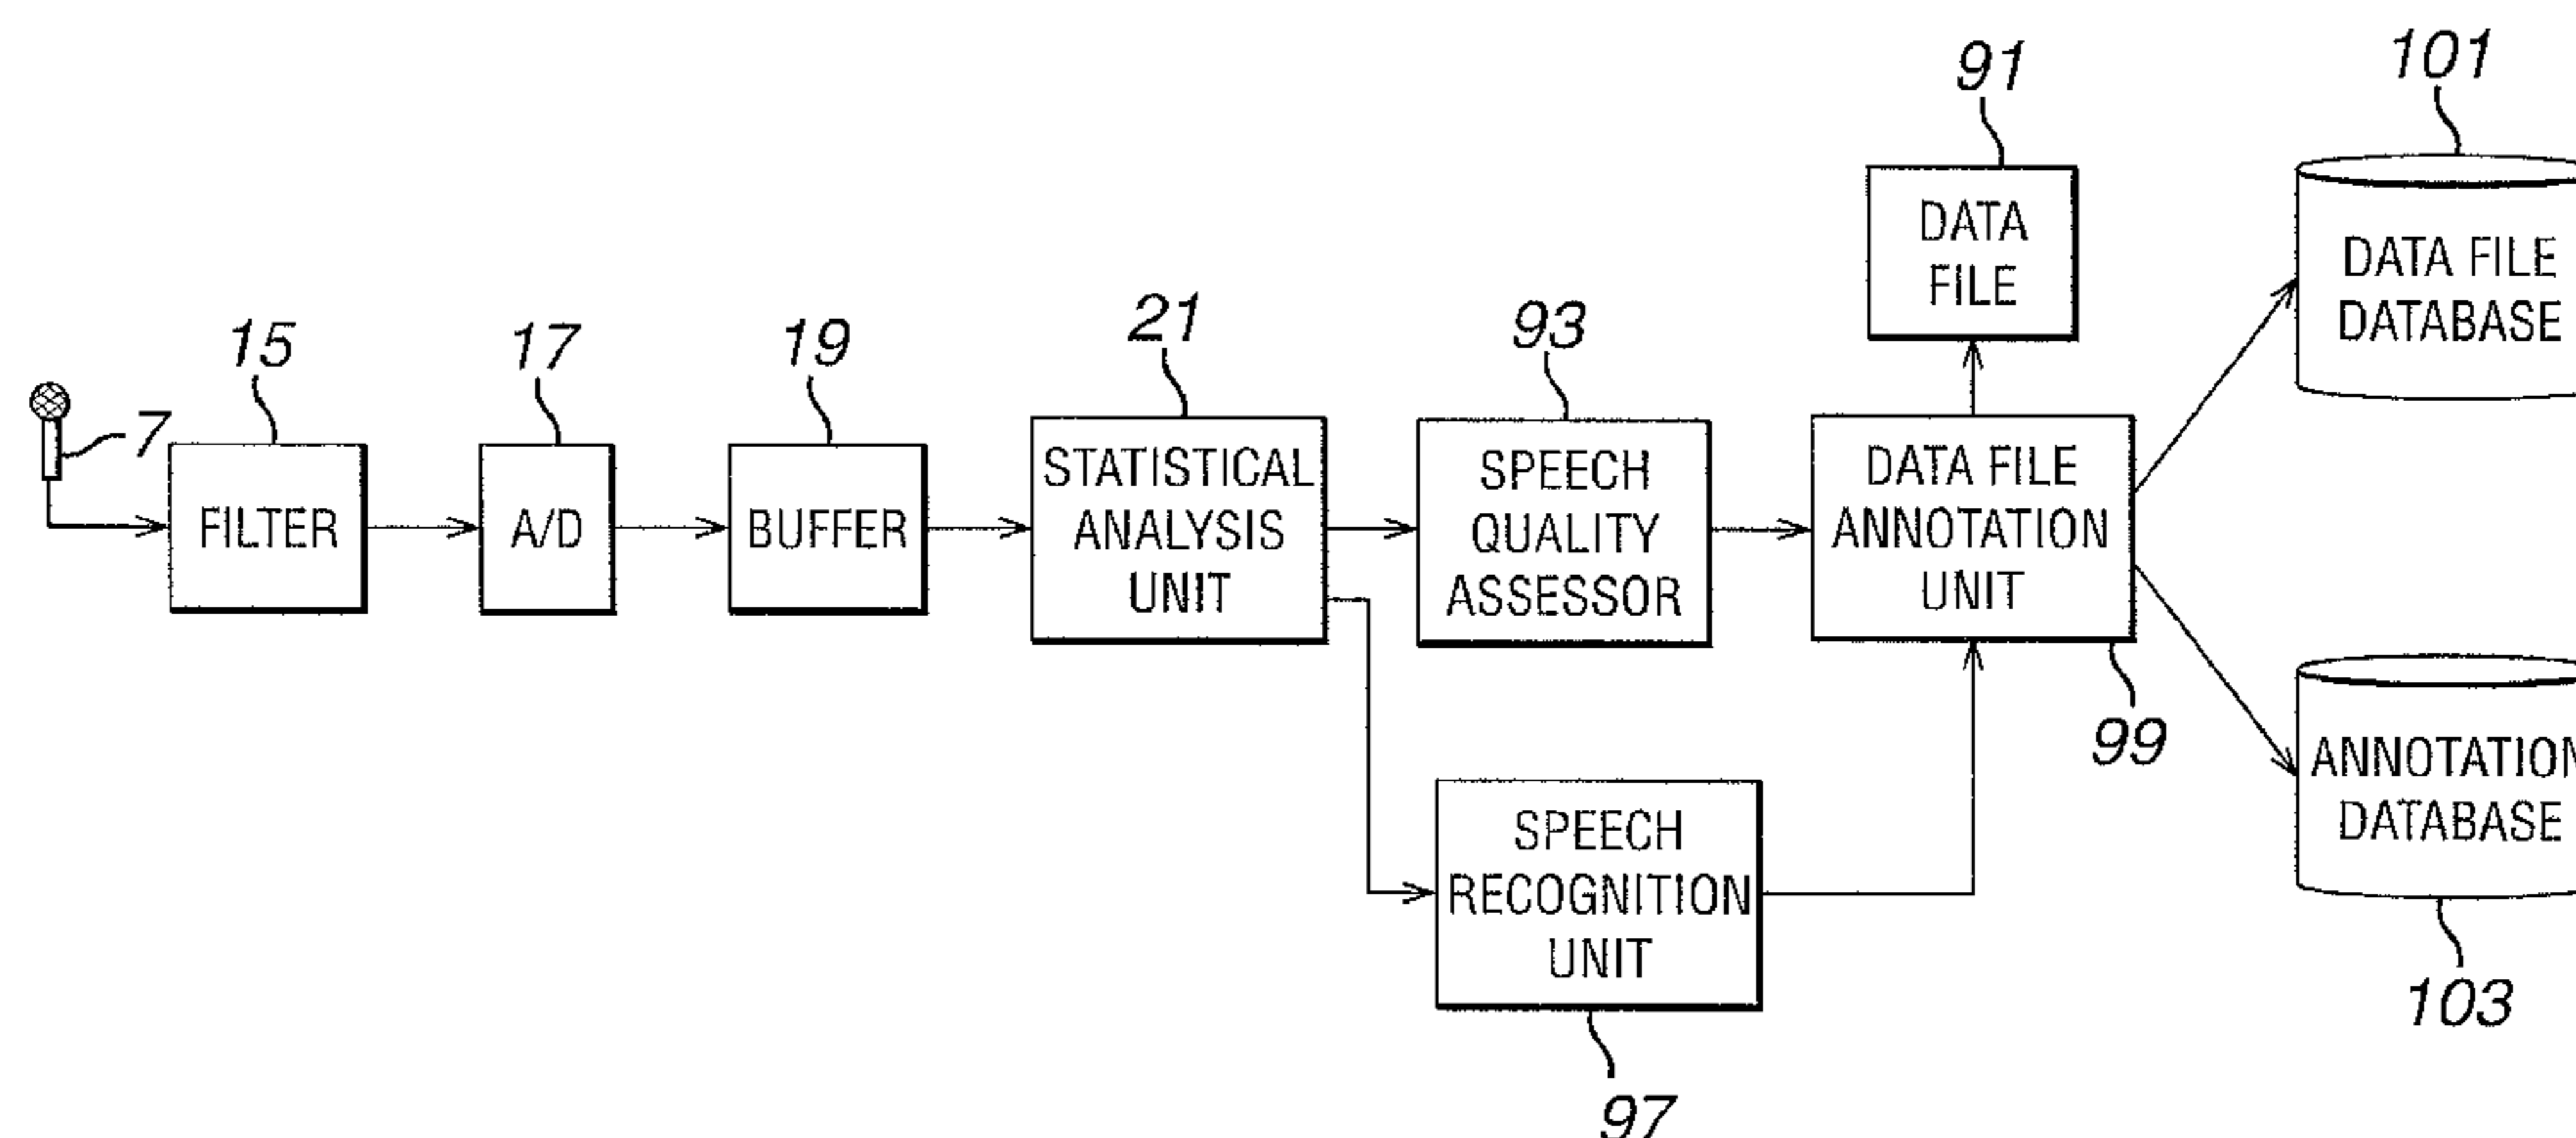 101
91
DATA
FILE
DATA FILE
DATABASE
21
93
15
17
19
7
FILTER
A/D
BUFFER
STATISTICAL
ANALYSIS
UNIT
SPEECH
QUALITY
ASSESSOR
DATA FILE
ANNOTATION
UNIT
99
ANNOTATION
DATABASE
SPEECH
RECOGNITION
UNIT
103
97